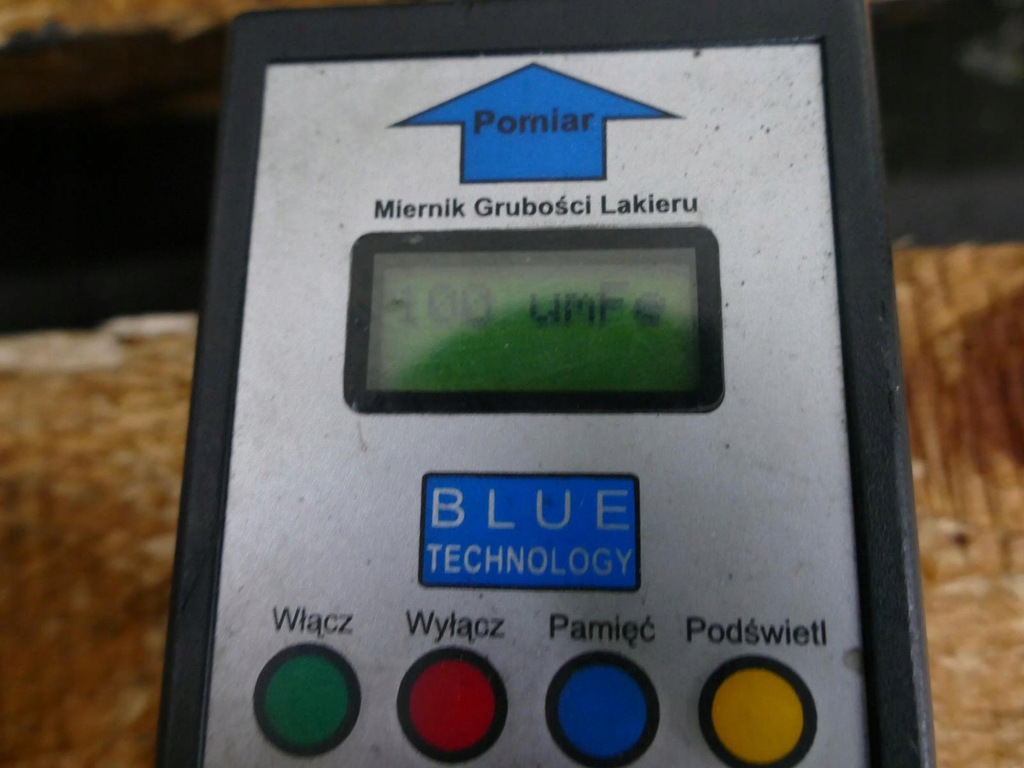 Pomiar
Miernik Grubości Lakieru
100 umFe
BLUE
TECHNOLOGY
Włącz Wyłącz Pamięć Podświetl